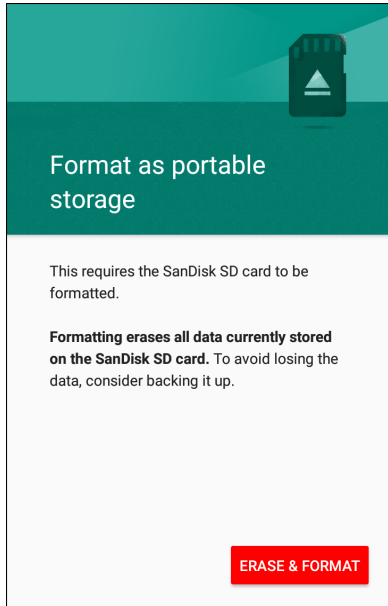 Format as portable
storage
This requires the SanDisk SD card to be
formatted.
Formatting erases all data currently stored
on the SanDisk SD card. To avoid losing the
data, consider backing it up.
ERASE & FORMAT